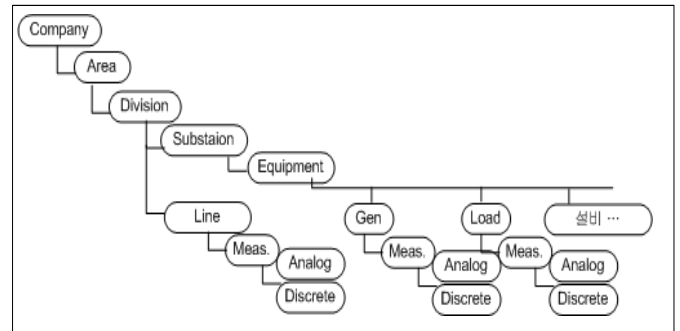 Company
Area
Division
Substaion
Equipment
Line
Gen
Load
설비 ⋯
Meas.
Meas.
Meas.
Analog
Analog
Analog
Discrete
Discrete
Discrete